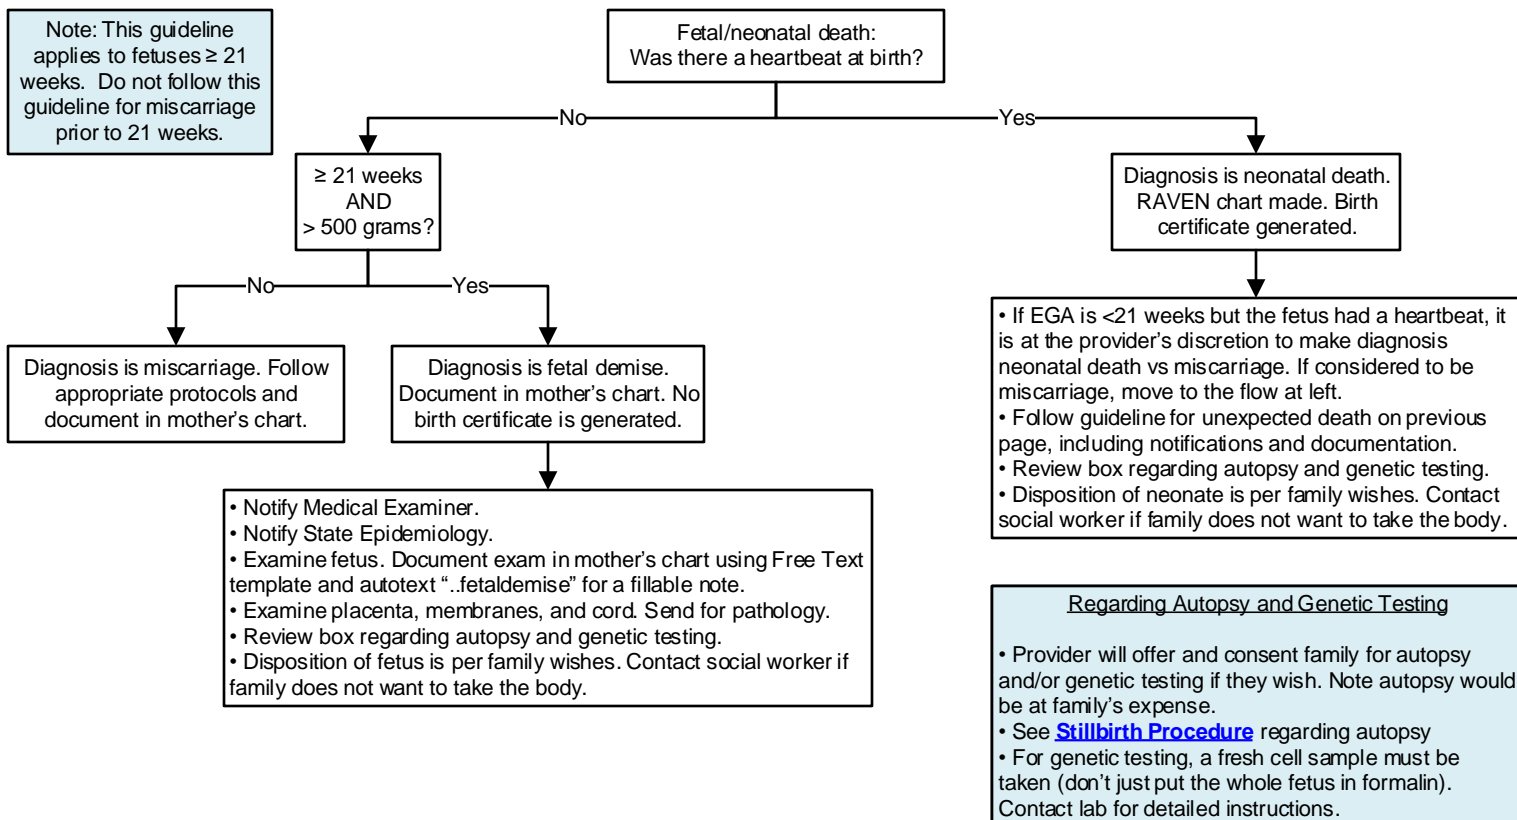 Note: This guideline
applies to fetuses ≥ 21
weeks. Do not follow this
guideline for miscarriage
prior to 21 weeks.
Fetal/neonatal death:
Was there a heartbeat at birth?
No
Yes
≥ 21 weeks
AND
> 500 grams?
Diagnosis is neonatal death.
RAVEN chart made. Birth
certificate generated.
No
Yes
Diagnosis is miscarriage. Follow
appropriate protocols and
document in mother’s chart.
Diagnosis is fetal demise.
Document in mother’s chart. No
birth certificate is generated.
• If EGA is <21 weeks but the fetus had a heartbeat, it
is at the provider’s discretion to make diagnosis
neonatal death vs miscarriage. If considered to be
miscarriage, move to the flow at left.
• Follow guideline for unexpected death on previous
page, including notifications and documentation.
• Review box regarding autopsy and genetic testing.
• Disposition of neonate is per family wishes. Contact
social worker if family does not want to take the body.
• Notify Medical Examiner.
• Notify State Epidemiology.
• Examine fetus. Document exam in mother’s chart using Free Text
template and autotext “..fetaldemise” for a fillable note.
• Examine placenta, membranes, and cord. Send for pathology.
• Review box regarding autopsy and genetic testing.
• Disposition of fetus is per family wishes. Contact social worker if
family does not want to take the body.
Regarding Autopsy and Genetic Testing
• Provider will offer and consent family for autopsy
and/or genetic testing if they wish. Note autopsy would
be at family’s expense.
• See Stillbirth Procedure regarding autopsy
• For genetic testing, a fresh cell sample must be
taken (don’t just put the whole fetus in formalin).
Contact lab for detailed instructions.